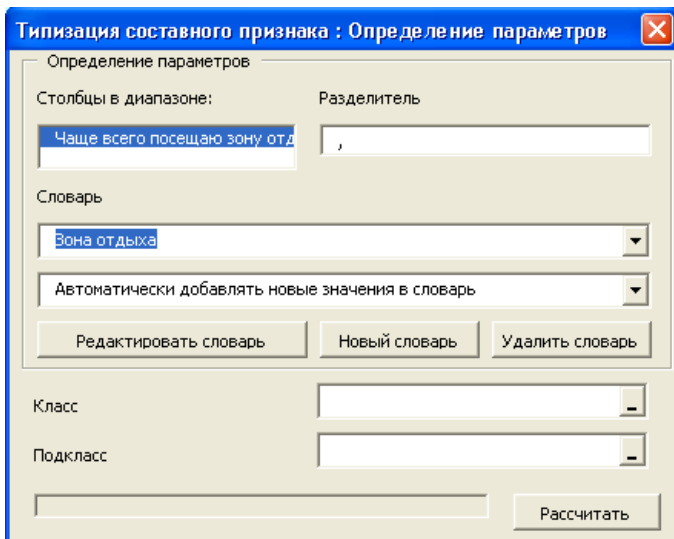 Типизация составного признака : Определение параметров
Определение параметров
Столбцы в диапазоне:
Разделитель
Чаще всего посещаю зону отд
,
Словарь
Зона отдыха
Автоматически добавлять новые значения в словарь
Редактировать словарь
Новый словарь
Удалить словарь
Класс
Подкласс
Рассчитать